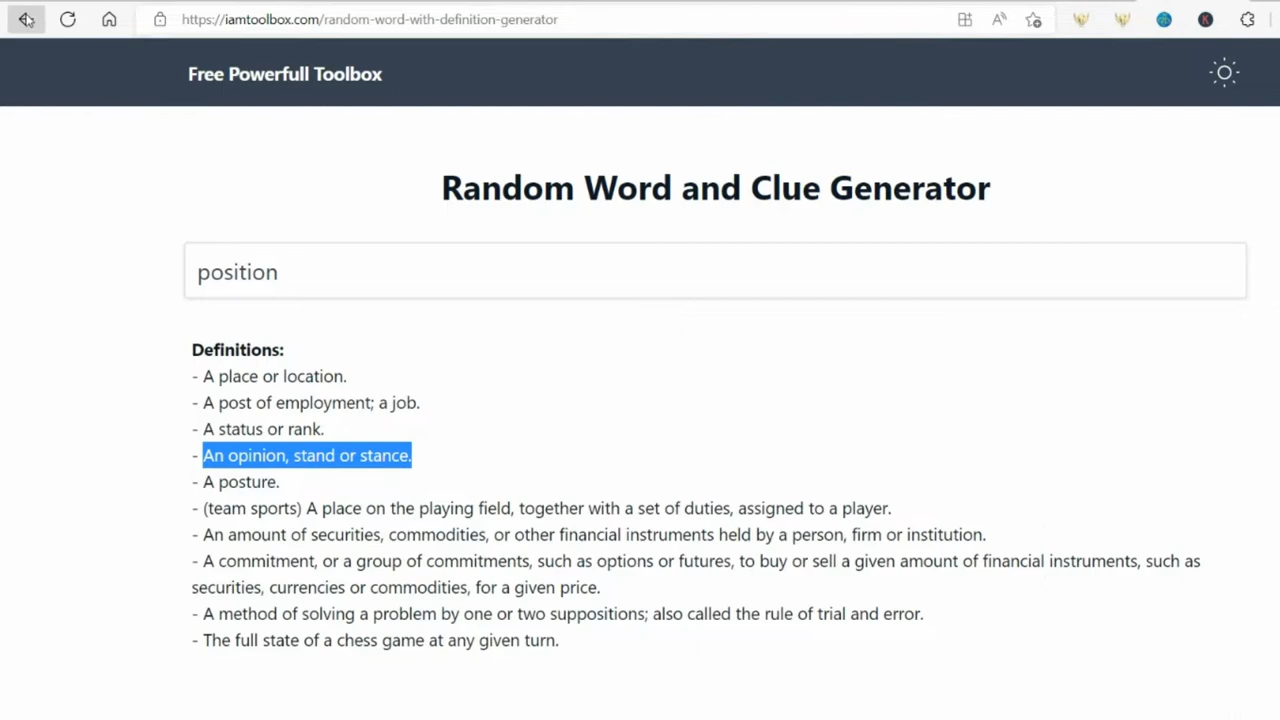 https://iamtoolbox.com/random-word-with-definition-generator
Free Powerfull Toolbox
Random Word and Clue Generator
position
Definitions:
- A place or location.
- A post of employment; a job.
- A status or rank.
- An opinion, stand or stance.
- A posture.
- (team sports) A place on the playing field, together with a set of duties, assigned to a player.
- An amount of securities, commodities, or other financial instruments held by a person, firm or institution.
- A commitment, or a group of commitments, such as options or futures, to buy or sell a given amount of financial instruments, such as
securities, currencies or commodities, for a given price.
- A method of solving a problem by one or two suppositions; also called the rule of trial and error.
- The full state of a chess game at any given turn.